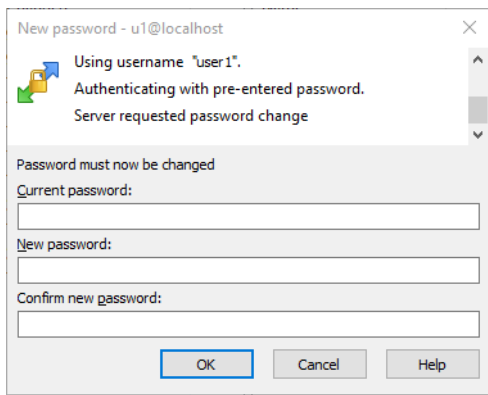 New password - u1@localhost
Using username "user1".
Authenticating with pre-entered password.
Server requested password change
Password must now be changed
Current password:
New password:
Confirm new password:
OK Cancel Help